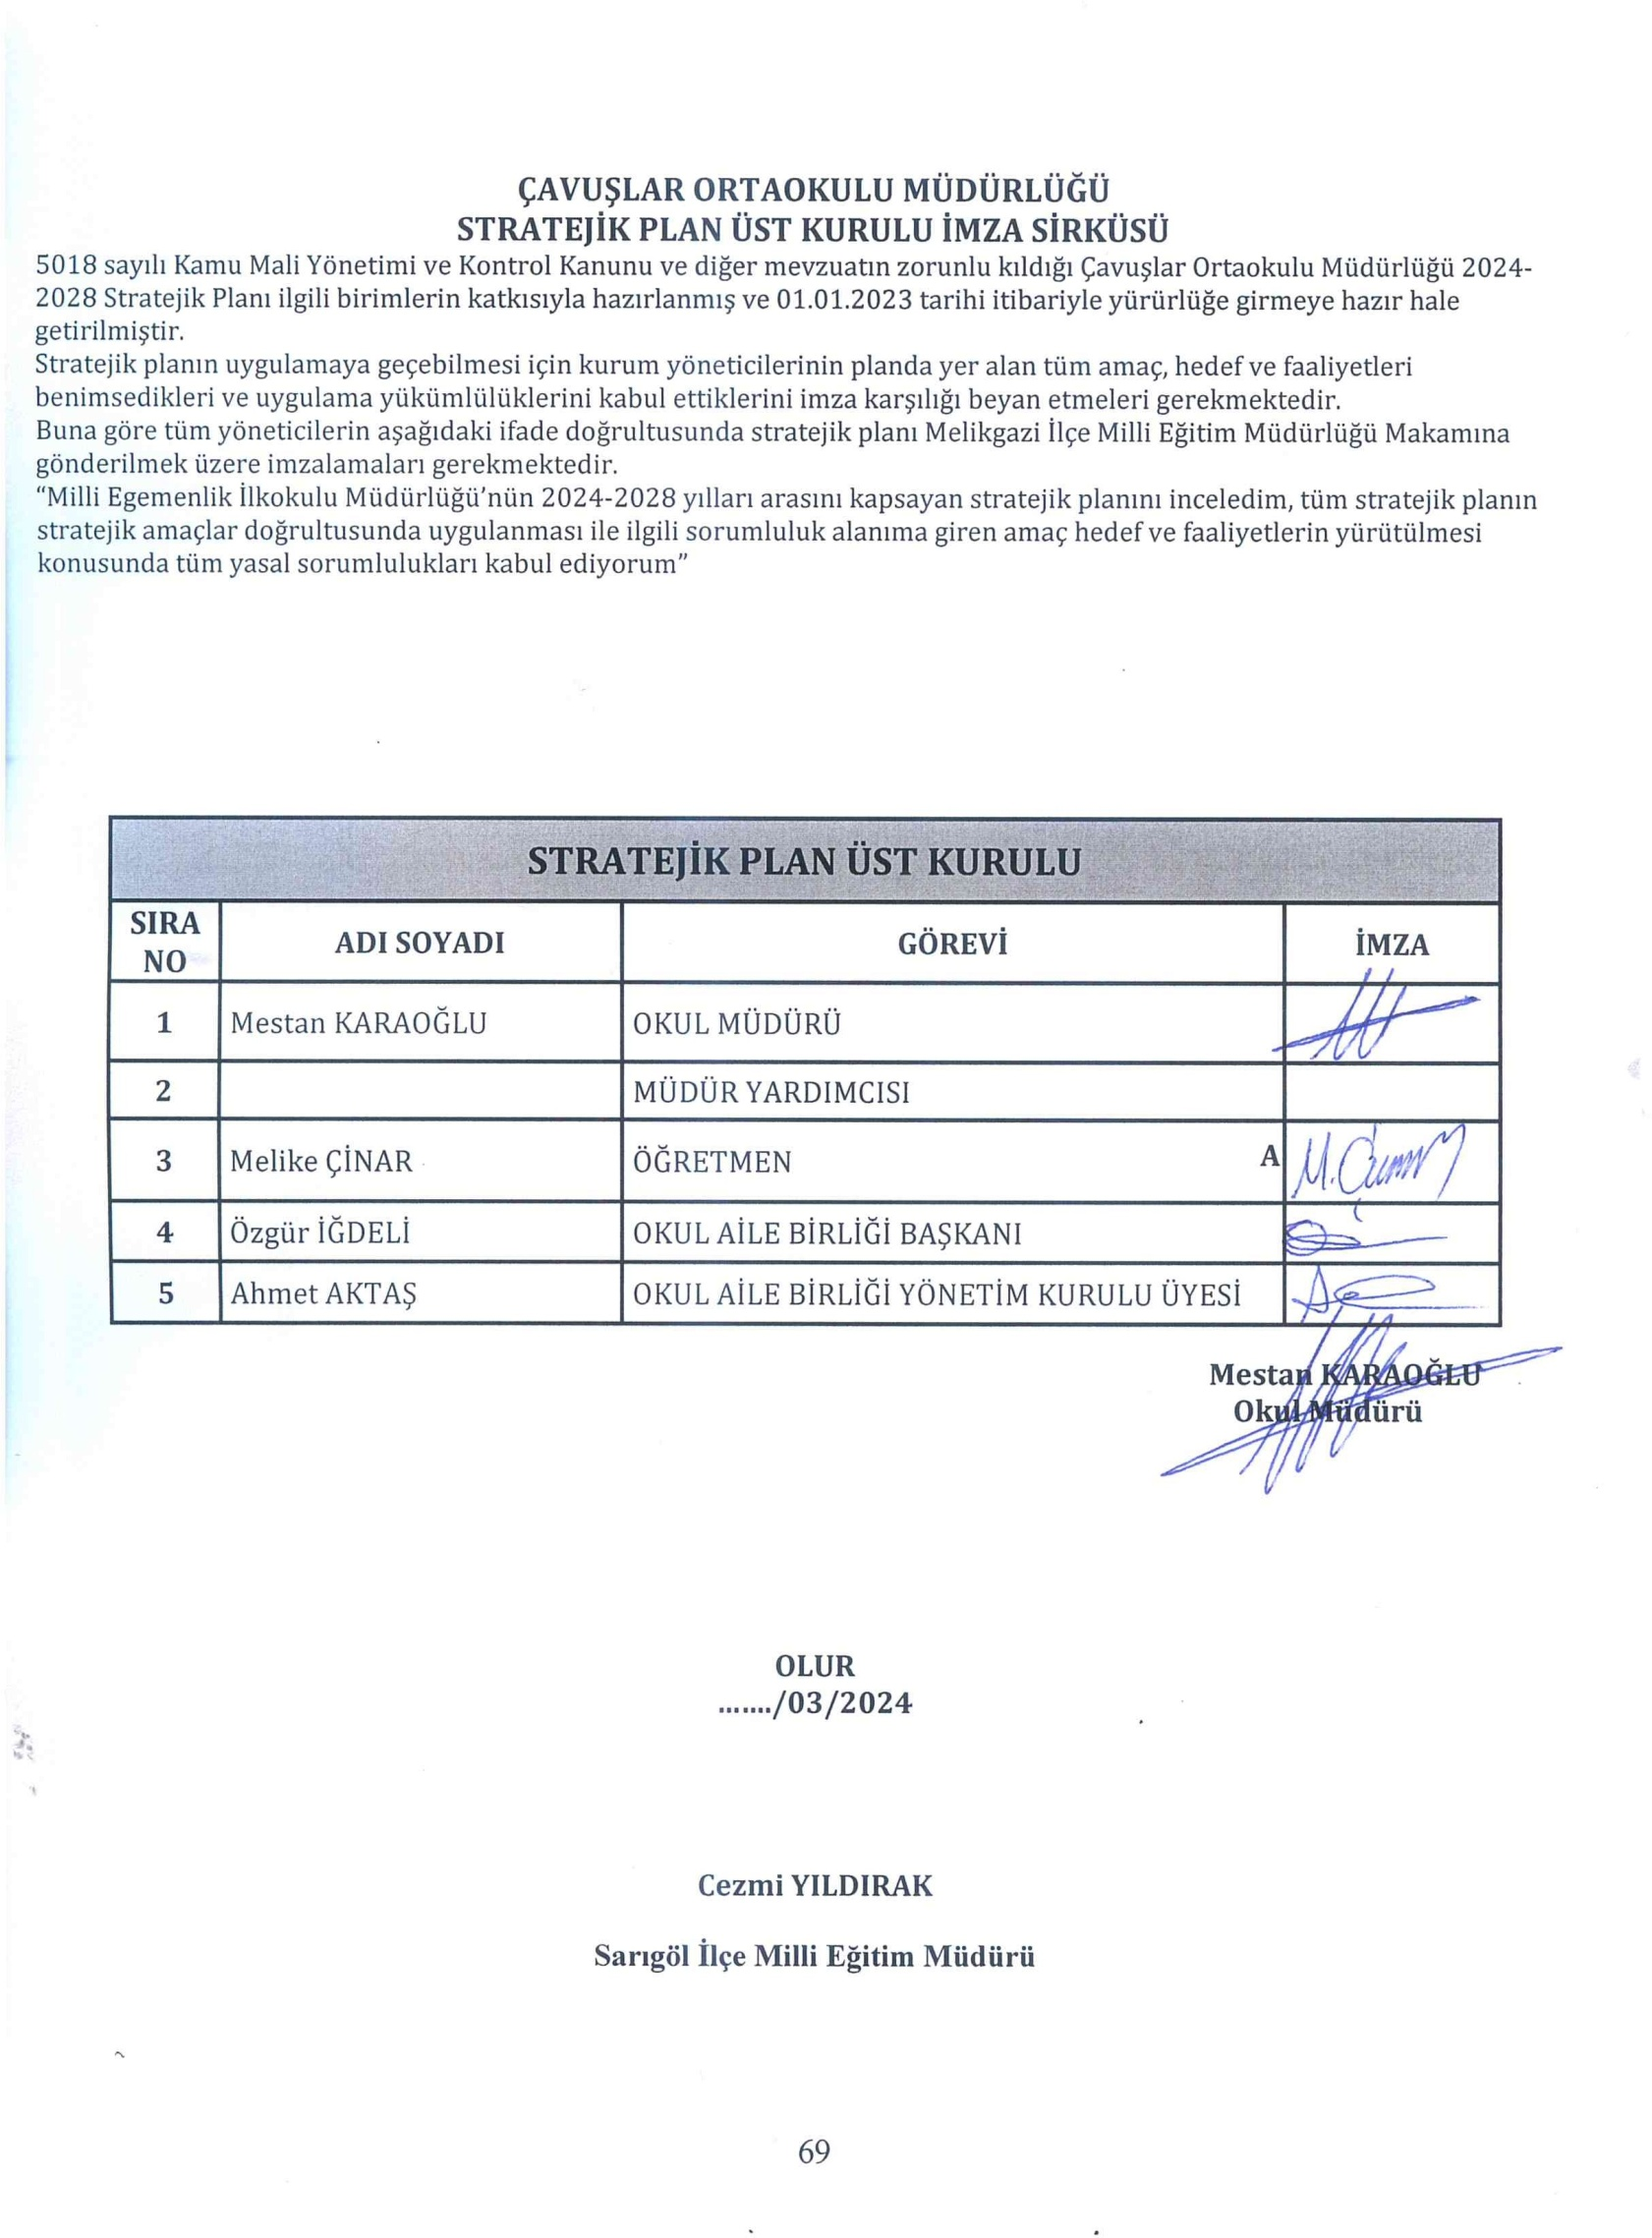 ÇAVUŞLAR ORTAOKULU MÜDÜRLÜĞÜ
STRATEJİK PLAN ÜST KURULU İMZA SİRKÜSÜ
5018 sayılı Kamu Mali Yönetimi ve Kontrol Kanunu ve diğer mevzuatın zorunlu kıldığı Çavuşlar Ortaokulu Müdürlüğü 2024-
2028 Stratejik Planı ilgili birimlerin katkısıyla hazırlanmış ve 01.01.2023 tarihi itibariyle yürürlüğe girmeye hazır hale
getirilmiştir.
Stratejik planın uygulamaya geçebilmesi için kurum yöneticilerinin planda yer alan tüm amaç, hedef ve faaliyetleri
benimsedikleri ve uygulama yükümlülüklerini kabul ettiklerini imza karşılığı beyan etmeleri gerekmektedir.
Buna göre tüm yöneticilerin aşağıdaki ifade doğrultusunda stratejik planı Melikgazi İlçe Milli Eğitim Müdürlüğü Makamına
gönderilmek üzere imzalamaları gerekmektedir.
“Milli Egemenlik İlkokulu Müdürlüğü’nün 2024-2028 yılları arasını kapsayan stratejik planını inceledim, tüm stratejik planın
stratejik amaçlar doğrultusunda uygulanması ile ilgili sorumluluk alanıma giren amaç hedef ve faaliyetlerin yürütülmesi
konusunda tüm yasal sorumlulukları kabul ediyorum”
STRATEJİK PLAN ÜST KURULU
SIRA NO ADI SOYADI GÖREVİ İMZA
1 Mestan KARAOĞLU OKUL MÜDÜRÜ
2 MÜDÜR YARDIMCISI
3 Melike ÇİNAR ÖĞRETMEN A
4 Özgür İĞDELİ OKUL AİLE BİRLİĞİ BAŞKANI
5 Ahmet AKTAŞ OKUL AİLE BİRLİĞİ YÖNETİM KURULU ÜYESİ
Mestan KARAOĞLU
Okul Müdürü
OLUR
……./03/2024
Cezmi YILDIRAK
Sarıgöl İlçe Milli Eğitim Müdürü
69